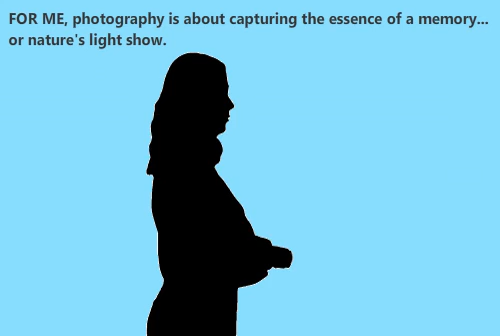 FOR ME, photography is about capturing the essence of a memory...
or nature's light show.